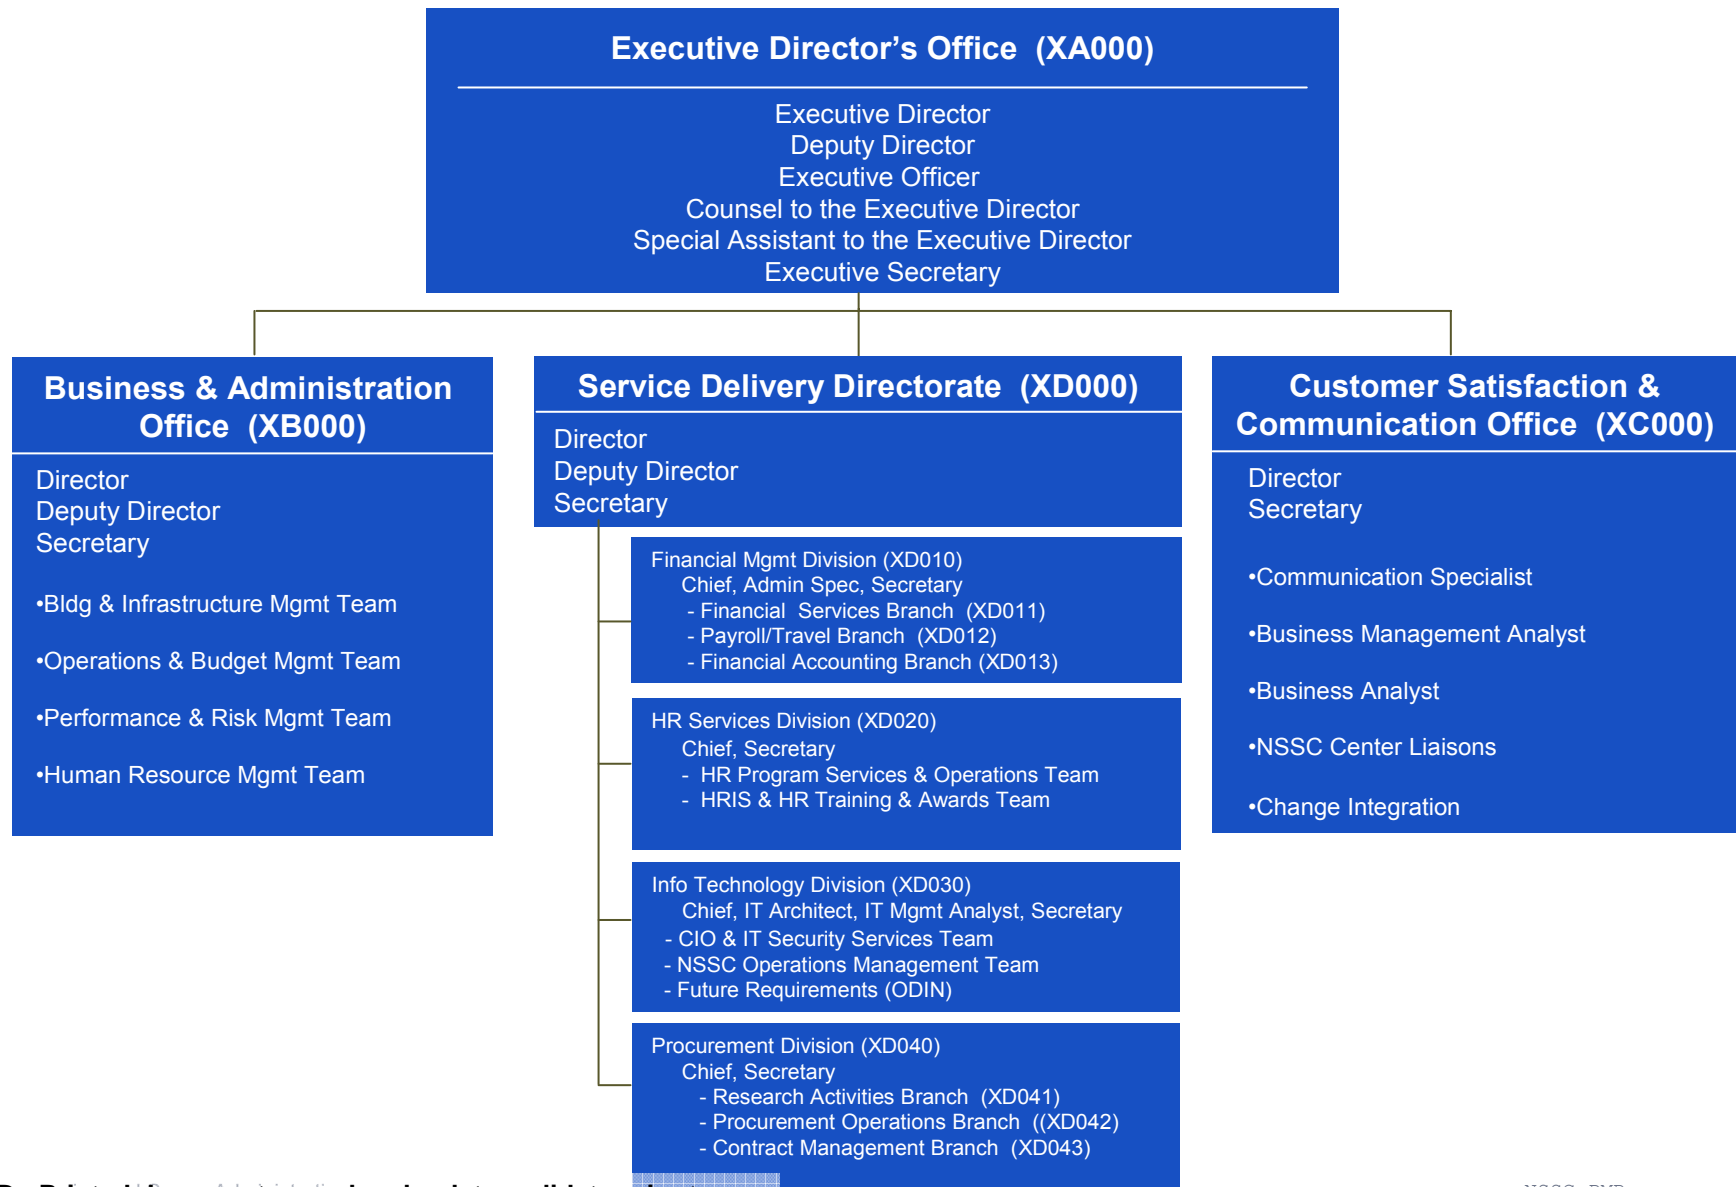 Executive Director’s Office (XA000)
Executive Director
Deputy Director
Executive Officer
Counsel to the Executive Director
Special Assistant to the Executive Director
Executive Secretary
Business & Administration
Office (XB000)
Director
Deputy Director
Secretary
•Bldg & Infrastructure Mgmt Team
•Operations & Budget Mgmt Team
•Performance & Risk Mgmt Team
•Human Resource Mgmt Team
Service Delivery Directorate (XD000)
Director
Deputy Director
Secretary
Financial Mgmt Division (XD010)
Chief, Admin Spec, Secretary
- Financial Services Branch (XD011)
- Payroll/Travel Branch (XD012)
- Financial Accounting Branch (XD013)
HR Services Division (XD020)
Chief, Secretary
- HR Program Services & Operations Team
- HRIS & HR Training & Awards Team
Info Technology Division (XD030)
Chief, IT Architect, IT Mgmt Analyst, Secretary
- CIO & IT Security Services Team
- NSSC Operations Management Team
- Future Requirements (ODIN)
Procurement Division (XD040)
Chief, Secretary
- Research Activities Branch (XD041)
- Procurement Operations Branch ((XD042)
- Contract Management Branch (XD043)
Customer Satisfaction &
Communication Office (XC000)
Director
Secretary
•Communication Specialist
•Business Management Analyst
•Business Analyst
•NSSC Center Liaisons
•Change Integration